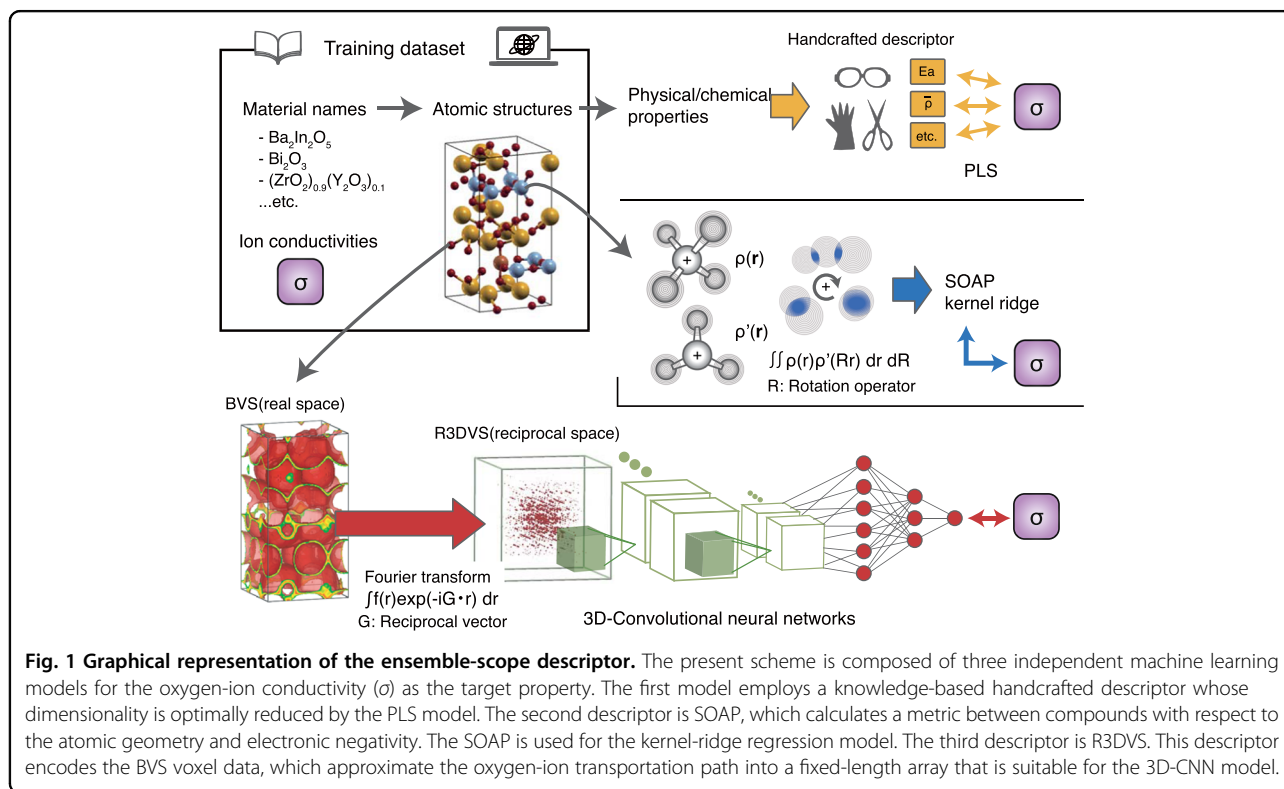 Training dataset
Material names
Atomic structures
- Ba2In2O5
- Bi2O3
- (ZrO2)0.9(Y2O3)0.1
...etc.
Ion conductivities
σ
Physical/chemical
properties
Handcrafted descriptor
Ea
ρ̅
etc.
σ
PLS
ρ(r)
+
ρ'(r)
+
+
∫∫ρ(r)ρ'(Rr) dr dR
R: Rotation operator
SOAP
kernel ridge
σ
BVS(real space)
R3DVS(reciprocal space)
Fourier transform
∫f(r)exp(-iG•r) dr
G: Reciprocal vector
3D-Convolutional neural networks
σ
Fig. 1 Graphical representation of the ensemble-scope descriptor. The present scheme is composed of three independent machine learning
models for the oxygen-ion conductivity (σ) as the target property. The first model employs a knowledge-based handcrafted descriptor whose
dimensionality is optimally reduced by the PLS model. The second descriptor is SOAP, which calculates a metric between compounds with respect to
the atomic geometry and electronic negativity. The SOAP is used for the kernel-ridge regression model. The third descriptor is R3DVS. This descriptor
encodes the BVS voxel data, which approximate the oxygen-ion transportation path into a fixed-length array that is suitable for the 3D-CNN model.